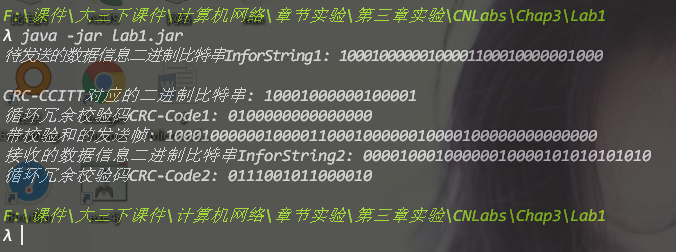 F:\课件\大三下课件\计算机网络\章节实验\第三章实验\CNLabs\Chap3\Lab1
λ java -jar lab1.jar
待发送的数据信息二进制比特串InforString1: 10001000000100001100010000001000
CRC-CCITT对应的二进制比特串: 10001000000100001
循环冗余校验码CRC-Code1: 0100000000000000
带校验和的发送帧: 100010000001000011000100000010000100000000000000
接收的数据信息二进制比特串InforString2: 00001000100000010000101010101010
循环冗余校验码CRC-Code2: 0111001011000010
F:\课件\大三下课件\计算机网络\章节实验\第三章实验\CNLabs\Chap3\Lab1
λ